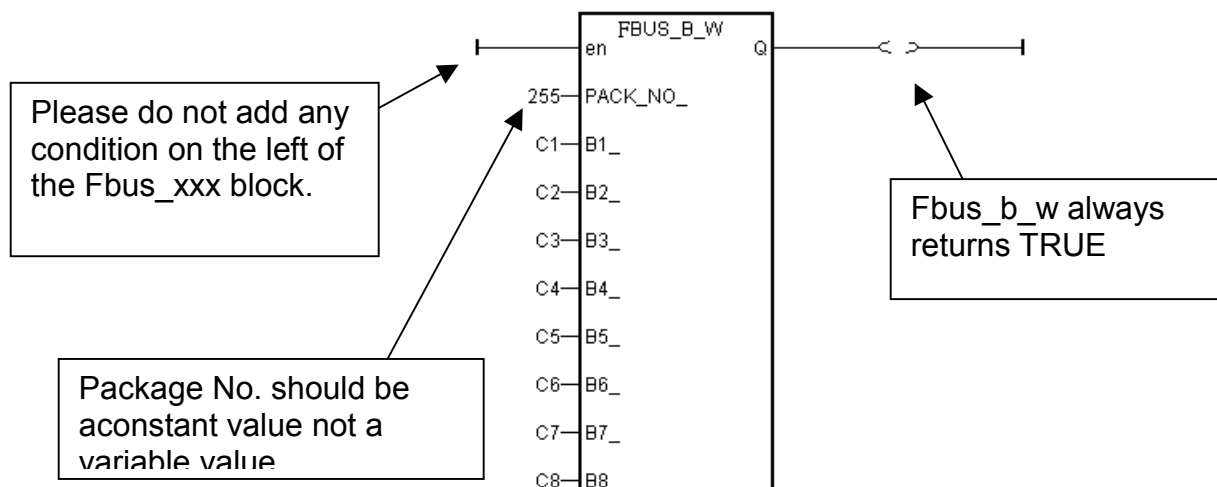 FBUS_B_W
en Q
Please do not add any
condition on the left of
the Fbus_xxx block.
255 PACK_NO_
C1 B1_
C2 B2_
C3 B3_
C4 B4_
C5 B5_
C6 B6_
C7 B7_
C8 B8
Fbus_b_w always
returns TRUE
Package No. should be
aconstant value not a
variable value